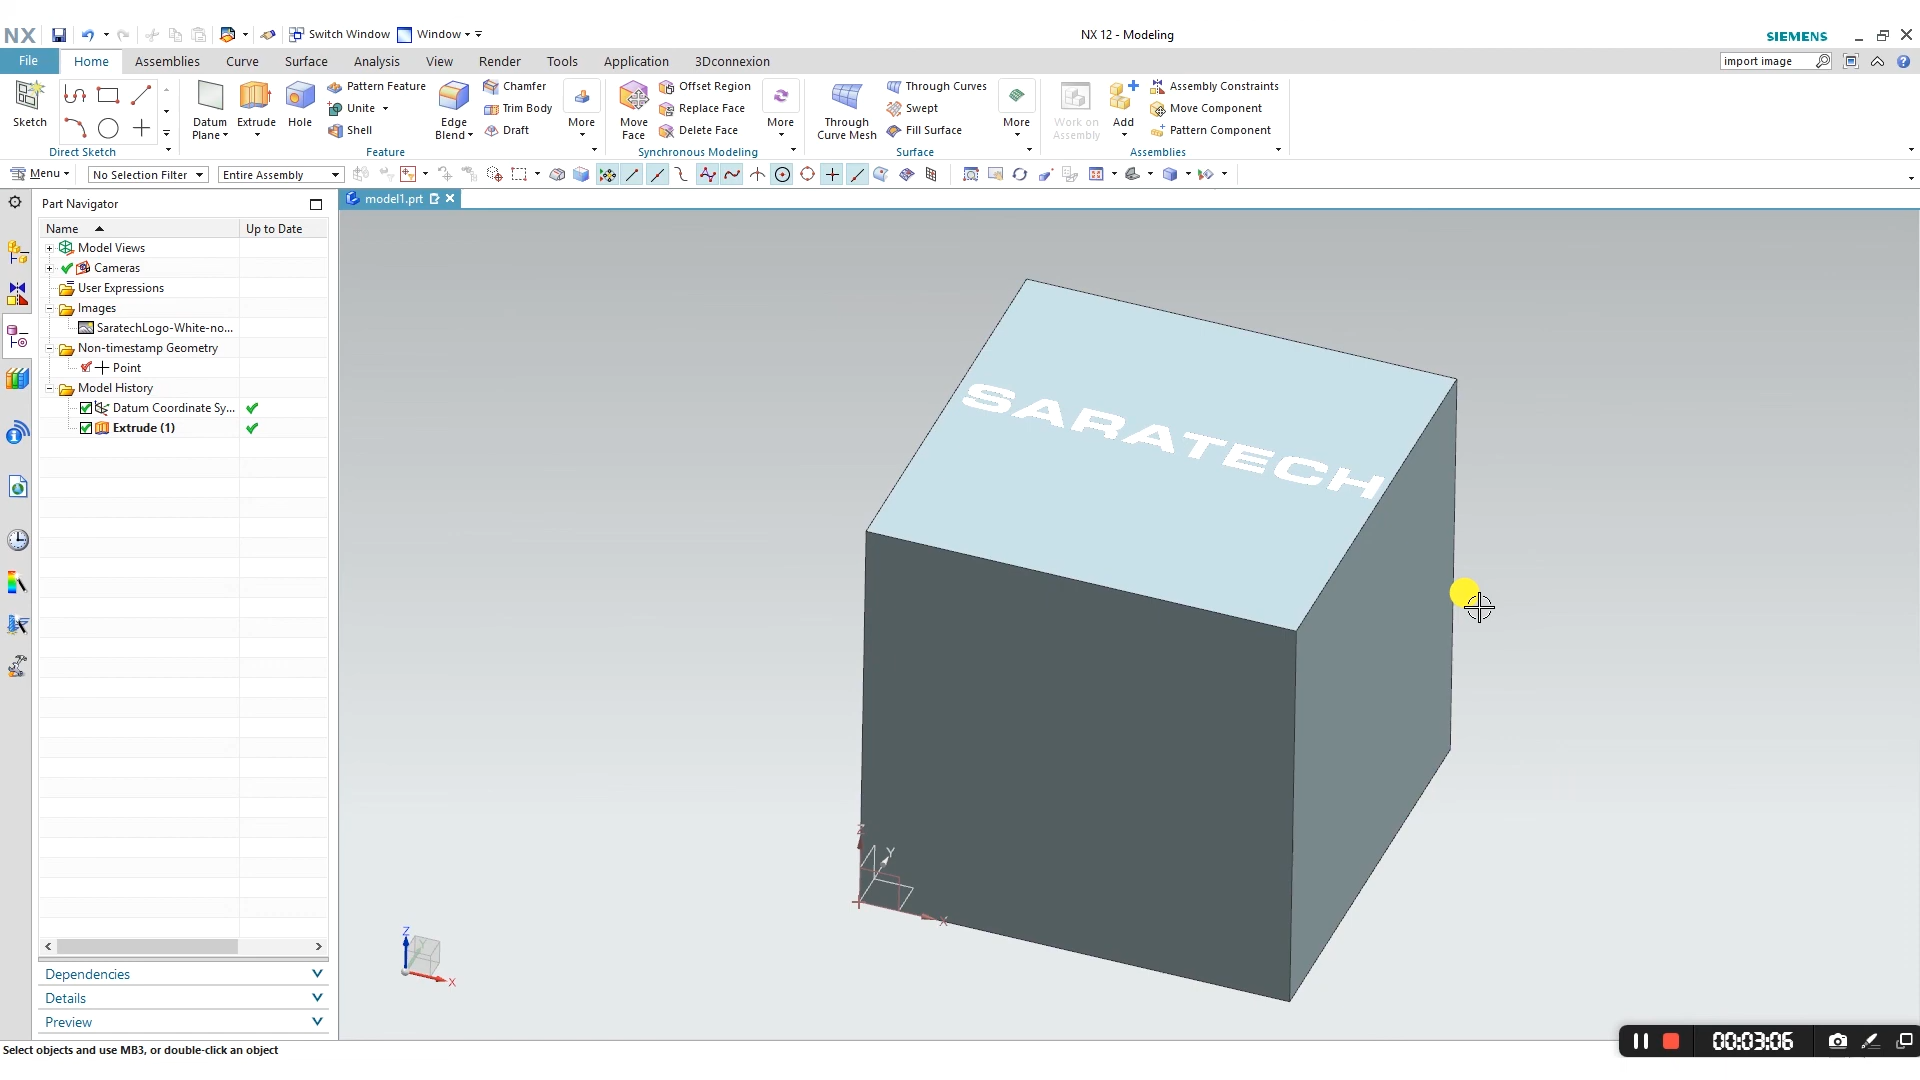 NX
Switch Window
Window
NX 12 - Modeling
SIEMENS
File
Home
Assemblies
Curve
Surface
Analysis
View
Render
Tools
Application
3Dconnexion
import image
Sketch
Direct Sketch
Datum
Plane
Extrude
Hole
Pattern Feature
Unite
Shell
Edge
Blend
Chamfer
Trim Body
Draft
More
Feature
Move
Face
Offset Region
Replace Face
Delete Face
More
Synchronous Modeling
Through
Curve Mesh
Through Curves
Swept
Fill Surface
More
Surface
Work on
Assembly
Add
Assembly Constraints
Move Component
Pattern Component
Assemblies
Menu
No Selection Filter
Entire Assembly
Part Navigator
model1.prt
Name
Up to Date
Model Views
Cameras
User Expressions
Images
SaratechLogo-White-no...
Non-timestamp Geometry
Point
Model History
Datum Coordinate Sy...
Extrude (1)
SARATECH
Z
Y
X
Z
Y
X
Dependencies
Details
Preview
Select objects and use MB3, or double-click an object
00:03:06